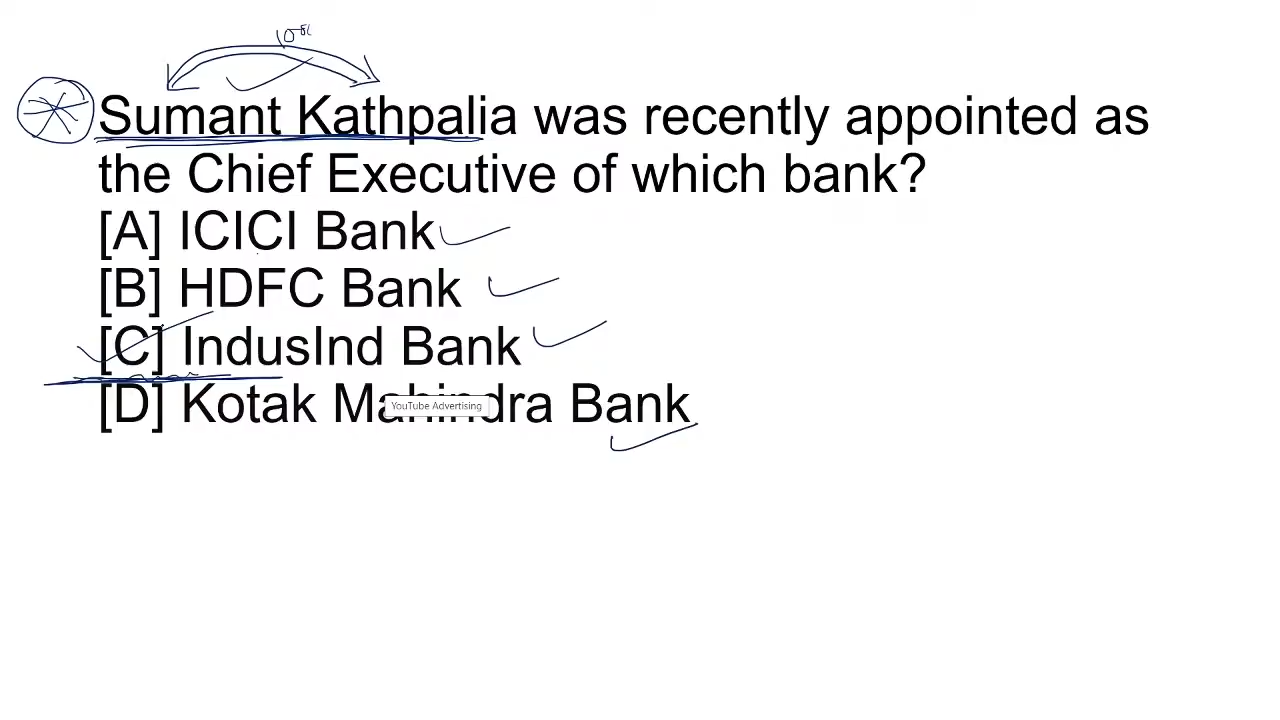 Sumant Kathpalia was recently appointed as
the Chief Executive of which bank?
[A] ICICI Bank
[B] HDFC Bank
[C] IndusInd Bank
[D] Kotak Mahindra Bank
YouTube Advertising